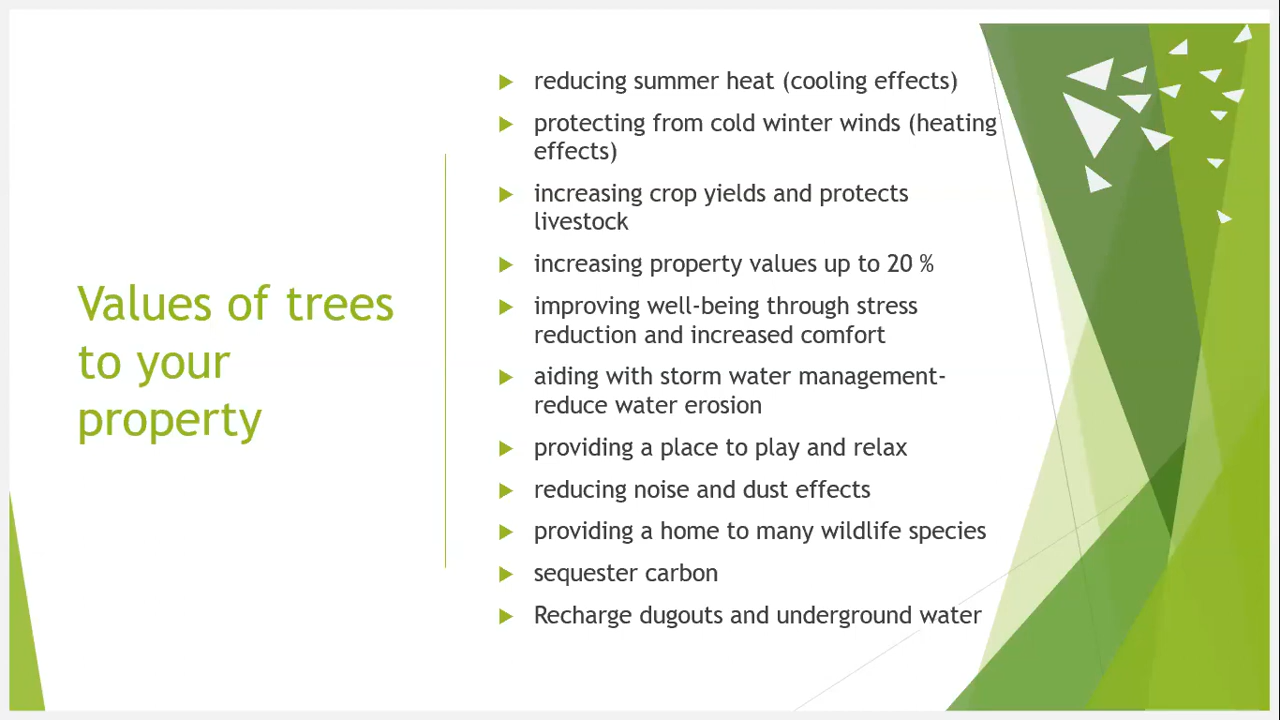 Values of trees
to your
property
reducing summer heat (cooling effects)
protecting from cold winter winds (heating
effects)
increasing crop yields and protects
livestock
increasing property values up to 20 %
improving well-being through stress
reduction and increased comfort
aiding with storm water management-
reduce water erosion
providing a place to play and relax
reducing noise and dust effects
providing a home to many wildlife species
sequester carbon
Recharge dugouts and underground water